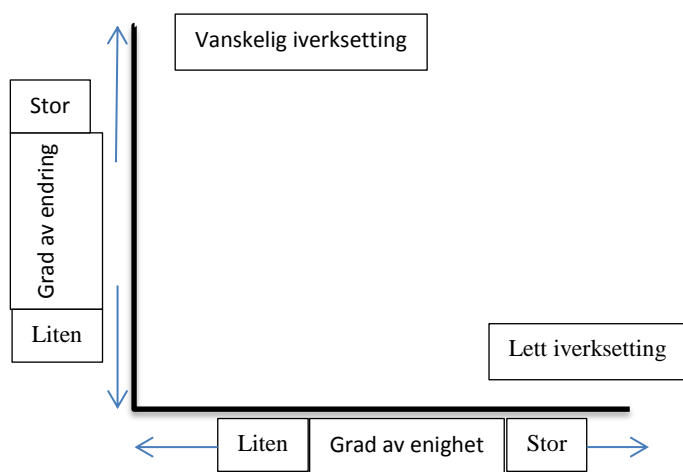 Vanskelig iverksetting
Stor
Grad av endring
Liten
Lett iverksetting
Liten
Grad av enighet
Stor